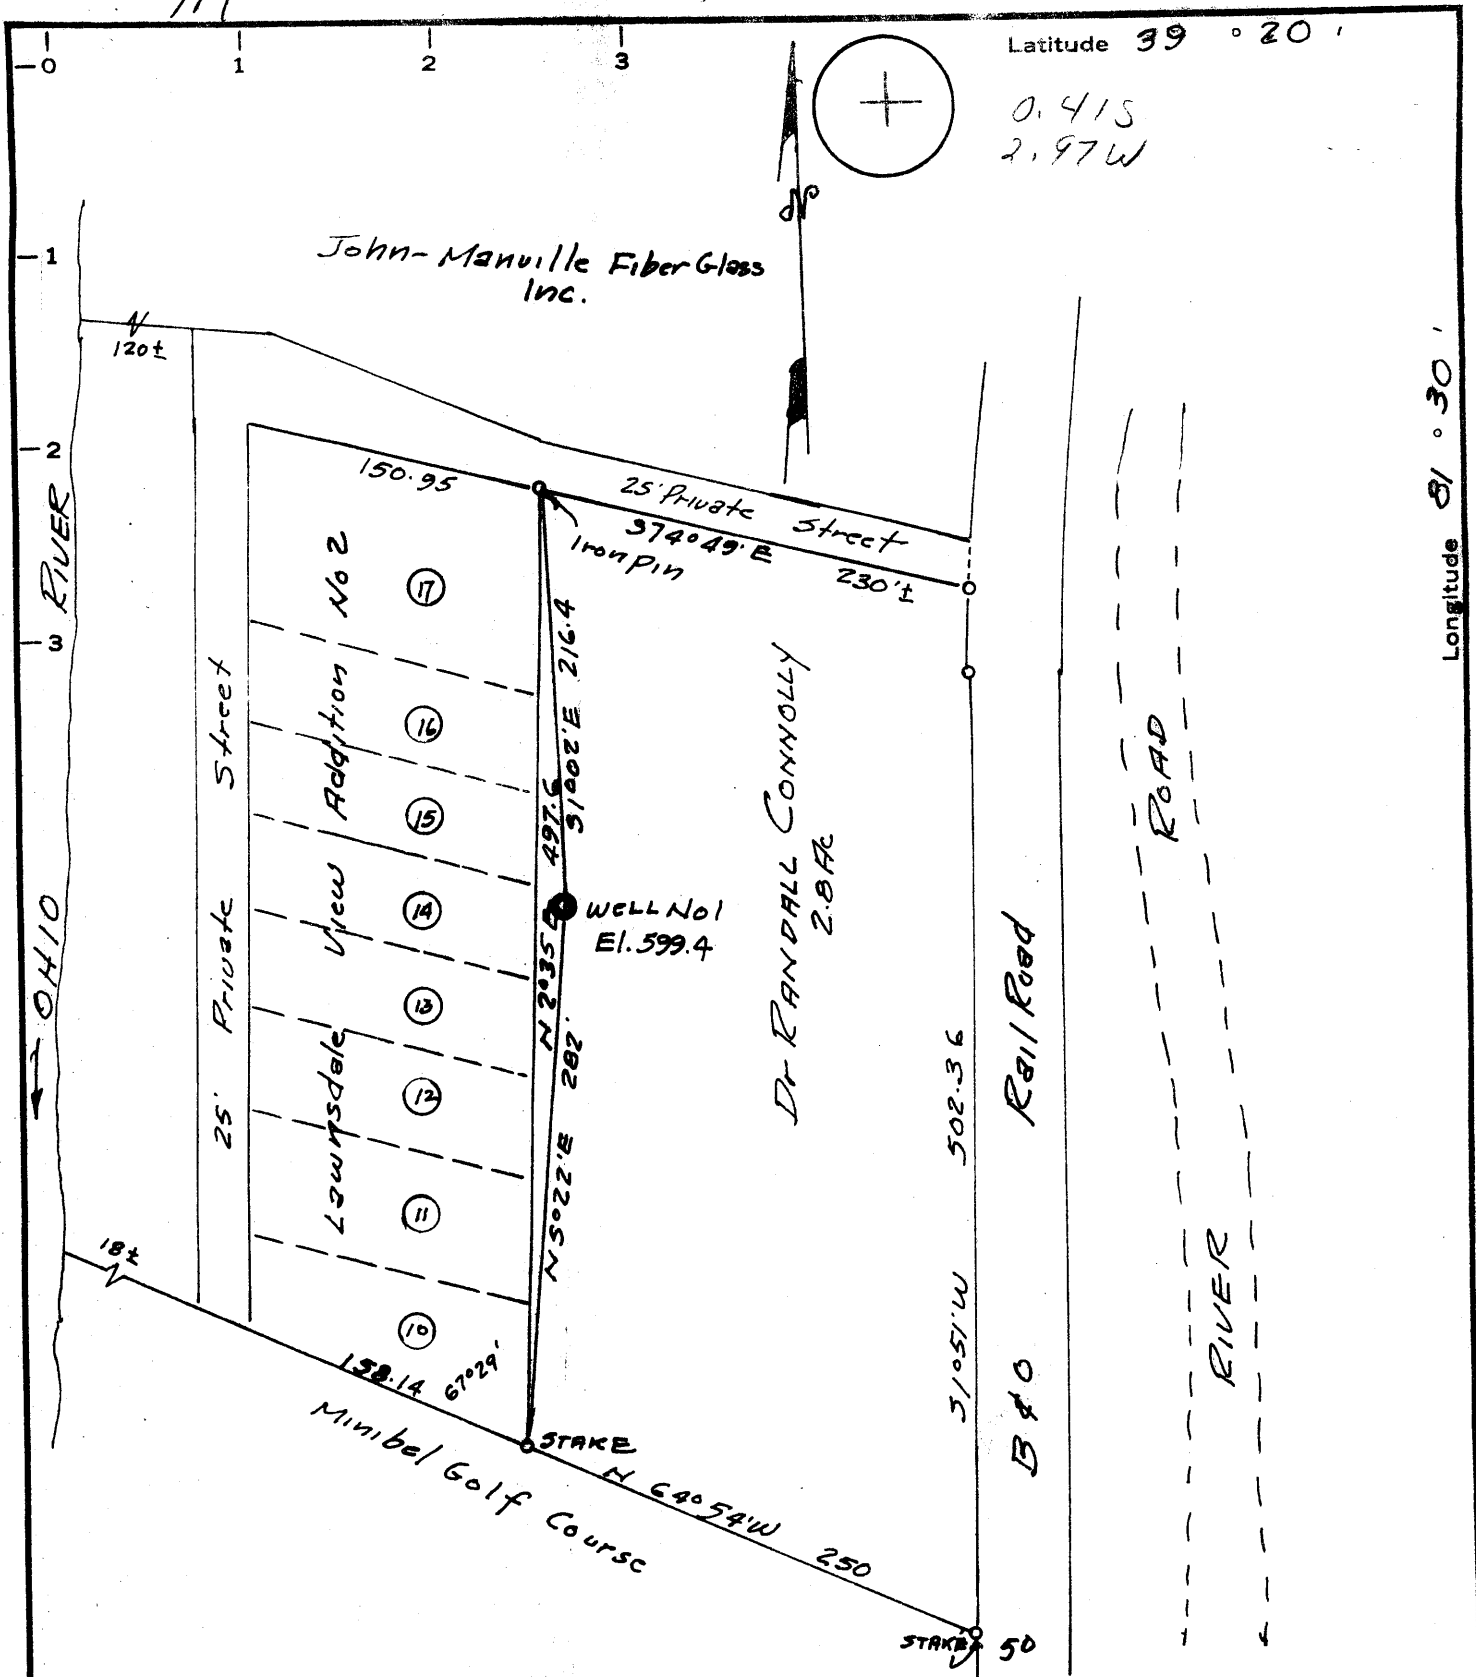 0 1 2 3
Latitude 39 ° 20 '
0.41S
2.97W
N
1
John-Manville Fiber Glass
Inc.
120±
Longitude 81 ° 30 '
2
150.95
25' Private Street
S74°49'E
230'±
Iron Pin
3
OHIO RIVER
25' Private Street
Lawnsdale View Addition No 2
17
16
15
14
13
12
11
10
S1°02'E 216.4
497.6
N 2°35'E
WELL No 1
El. 599.4
N5°22'E 282'
Dr RANDALL CONNOLLY
2.8 Ac
S1°51'W 502.36
B & O Rail Road
RIVER ROAD
18±
158.14
67°29'
STAKE
Minibel Golf Course
N 64°54'W 250
STAKE
50